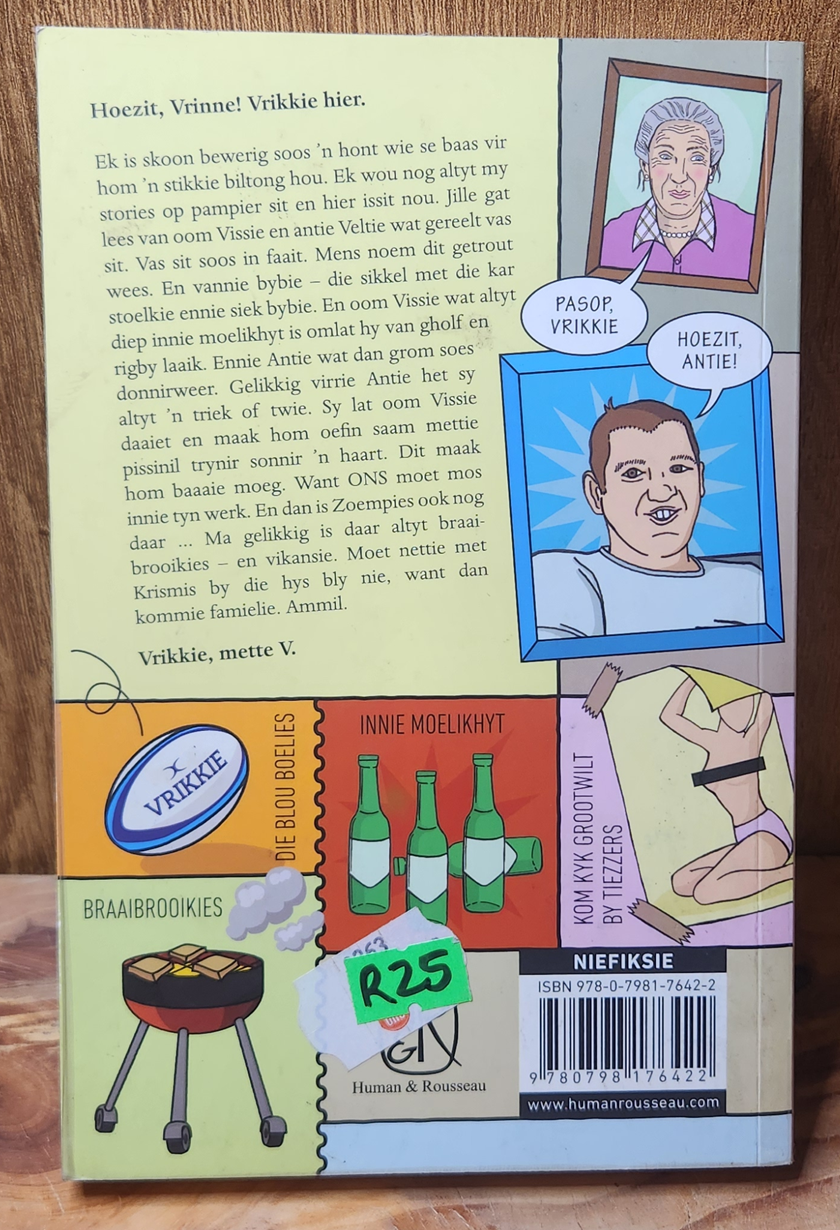 Hoezit, Vrinne! Vrikkie hier.
Ek is skoon bewerig soos 'n hont wie se baas vir
hom 'n stikkie biltong hou. Ek wou nog altyt my
stories op pampier sit en hier issit nou. Jille gat
lees van oom Vissie en antie Veltie wat gereelt vas
sit. Vas sit soos in faait. Mens noem dit getrout
wees. En vannie bybie – die sikkel met die kar
stoelkie ennie siek bybie. En oom Vissie wat altyt
diep innie moelikhyt is omlat hy van gholf en
rigby laaik. Ennie Antie wat dan grom soes
donnirweer. Gelikkig virrie Antie het sy
altyt 'n triek of twie. Sy lat oom Vissie
daaiet en maak hom oefin saam mettie
pissinil trynir sonnir 'n haart. Dit maak
hom baaaie moeg. Want ONS moet mos
innie tyn werk. En dan is Zoempies ook nog
daar ... Ma gelikkig is daar altyt braai-
brooikies – en vikansie. Moet nettie met
Krismis by die hys bly nie, want dan
kommie famielie. Ammil.
Vrikkie, mette V.
PASOP,
VRIKKIE
HOEZIT,
ANTIE!
VRIKKIE
DIE BLOU BOELIES
INNIE MOELIKHYT
KOM KYK GROOTWILT
BY TIEZZERS
BRAAIBROOIKIES
R25
Human & Rousseau
NIEFIKSIE
ISBN 978-0-7981-7642-2
9 780798 176422
www.humanrousseau.com